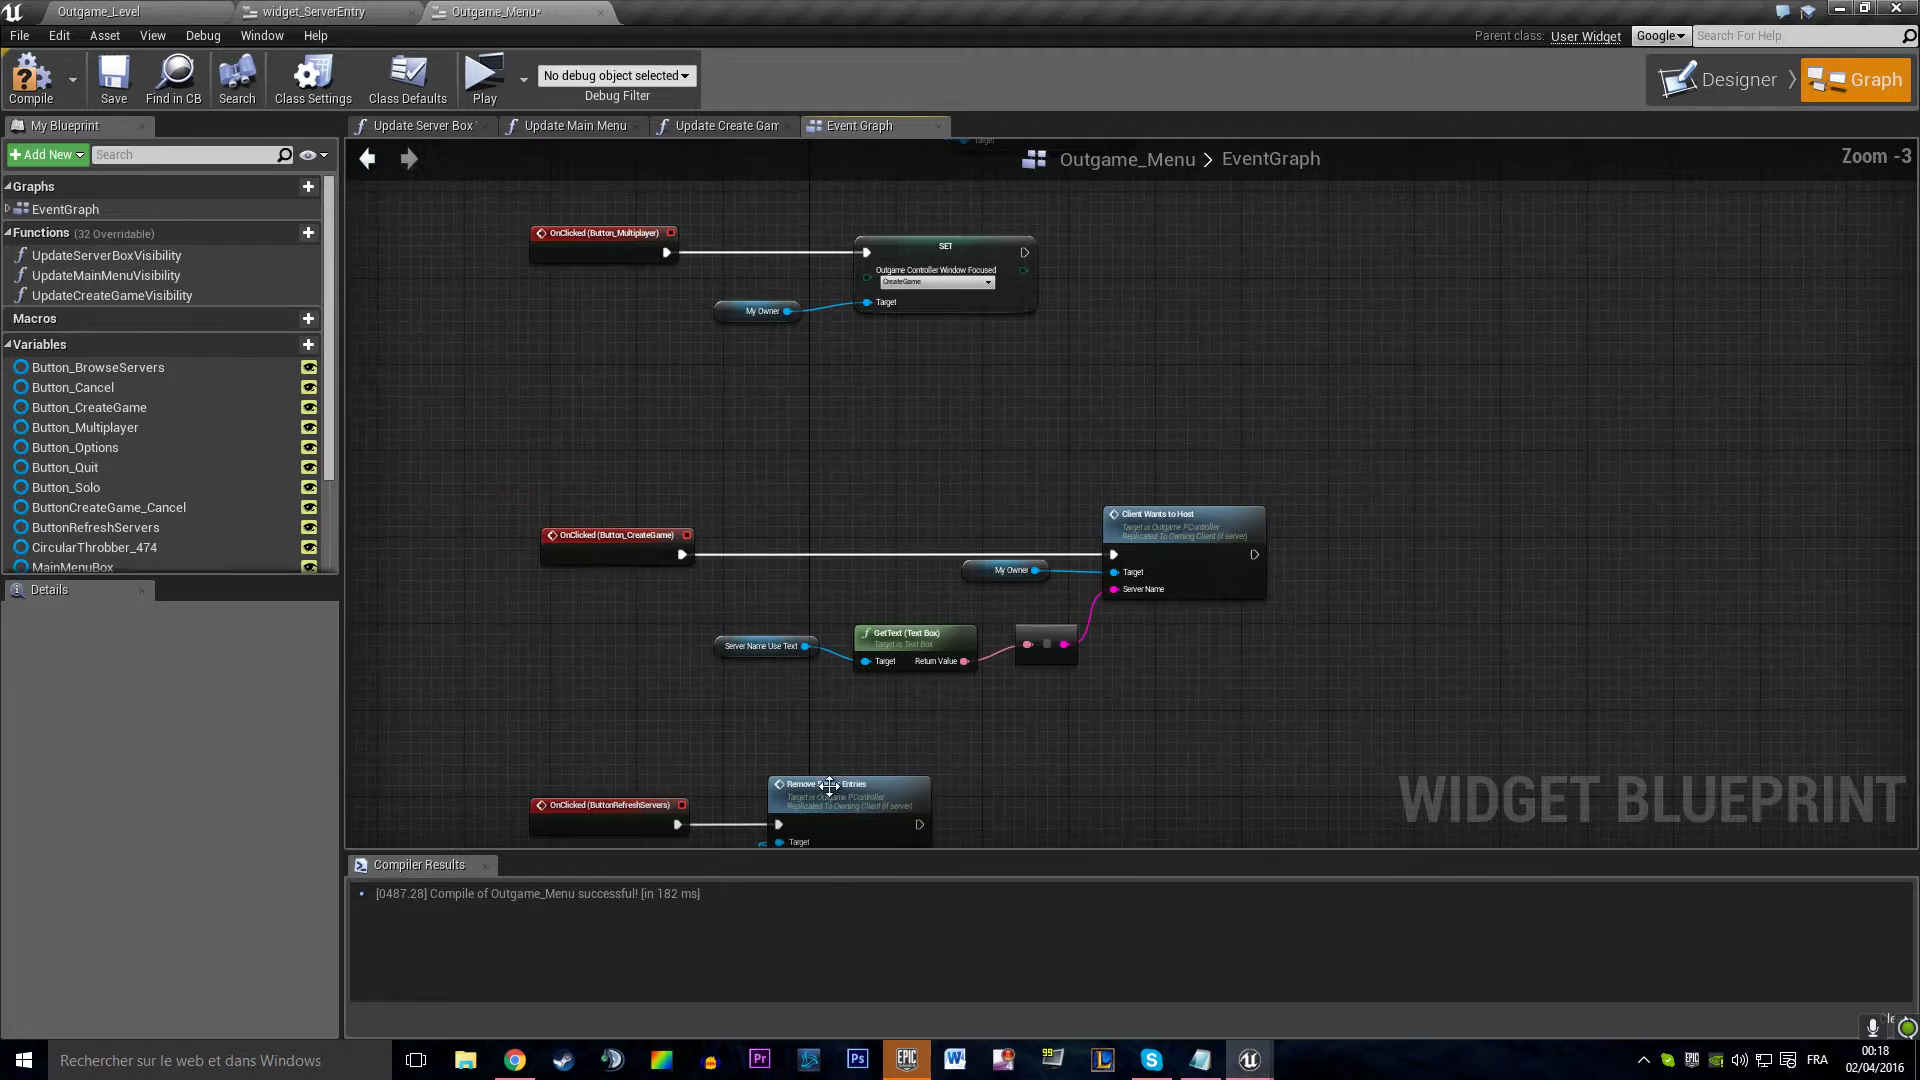 Outgame_Level
widget_ServerEntry
Outgame_Menu*
File Edit Asset View Debug Window Help
Parent class: User Widget
Google
Search For Help
Compile
Save
Find in CB
Search
Class Settings
Class Defaults
Play
No debug object selected
Debug Filter
Designer
Graph
My Blueprint
Update Server Box
Update Main Menu
Update Create Gam
Event Graph
Add New
Search
Outgame_Menu > EventGraph
Zoom -3
Target
Graphs
EventGraph
Functions (32 Overridable)
UpdateServerBoxVisibility
UpdateMainMenuVisibility
UpdateCreateGameVisibility
Macros
Variables
Button_BrowseServers
Button_Cancel
Button_CreateGame
Button_Multiplayer
Button_Options
Button_Quit
Button_Solo
ButtonCreateGame_Cancel
ButtonRefreshServers
CircularThrobber_474
MainMenuBox
Details
OnClicked (Button_Multiplayer)
SET
Outgame Controller Window Focused
CreateGame
Target
My Owner
OnClicked (Button_CreateGame)
Client Wants to Host
Target is Outgame PController
Replicated To Owning Client (if server)
My Owner
Target
Server Name
Server Name Use Text
GetText (Text Box)
Target is Text Box
Target
Return Value
OnClicked (ButtonRefreshServers)
Remove Entries
Target is Outgame PController
Replicated To Owning Client (if server)
Target
WIDGET BLUEPRINT
Compiler Results
[0487.28] Compile of Outgame_Menu successful! [in 182 ms]
Rechercher sur le web et dans Windows
Pr
Ps
EPIC GAMES
W
4
99
L
S
EPIC
FRA
00:18
02/04/2016